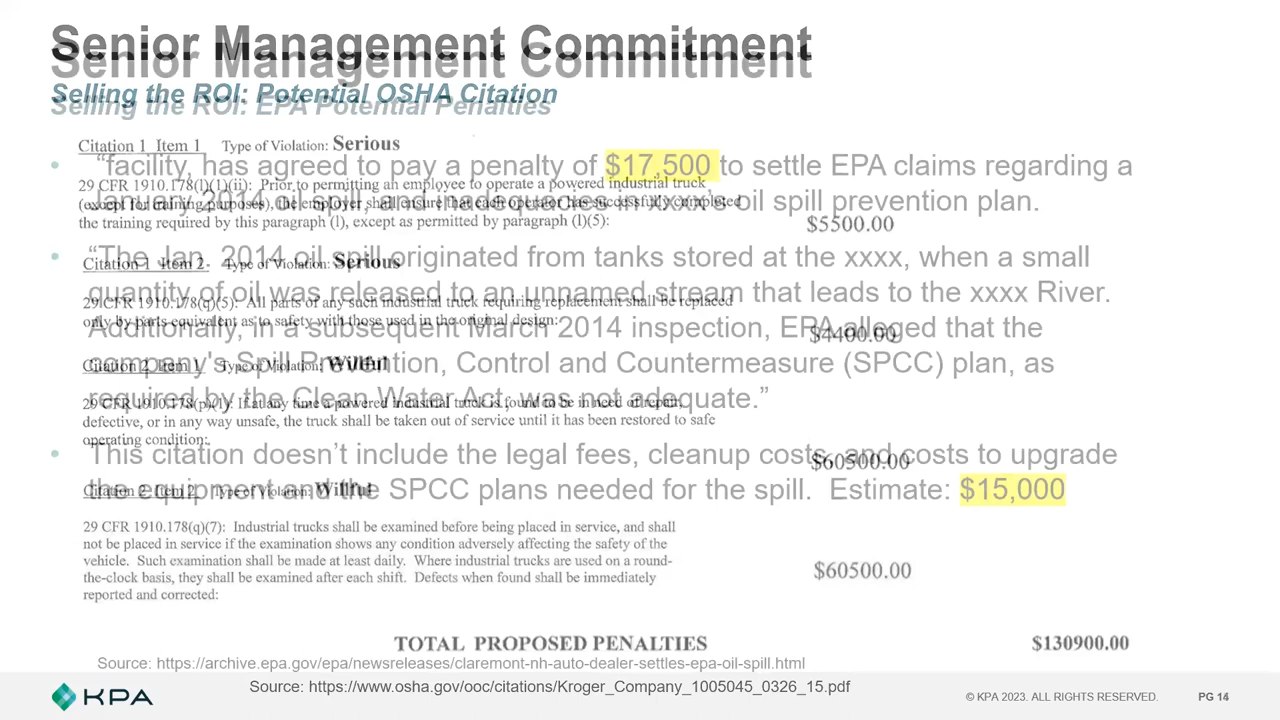 Senior Management Commitment
Senior Management Commitment
Selling the ROI: Potential OSHA Citation
Selling the ROI: EPA Potential Penalties
Citation 1 Item 1 Type of Violation: Serious
• “facility, has agreed to pay a penalty of $17,500 to settle EPA claims regarding a
29 CFR 1910.178(l)(1)(ii): Prior to permitting an employee to operate a powered industrial truck
January 2014 oil spill, and inadequacies in xxxx's oil spill prevention plan.
(except for training purposes), the employer shall ensure that each operator has successfully completed
the training required by this paragraph (l), except as permitted by paragraph (l)(5):
$5500.00
• “The Jan. 2014 oil spill originated from tanks stored at the xxxx, when a small
Citation 1 Item 2. Type of Violation: Serious
quantity of oil was released to an unnamed stream that leads to the xxxx River.
29 CFR 1910.178(q)(5): All parts of any such industrial truck requiring replacement shall be replaced
only by parts equivalent as to safety with those used in the original design:
Additionally, in a subsequent March 2014 inspection, EPA alleged that the
$4400.00
company's Spill Prevention, Control and Countermeasure (SPCC) plan, as
Citation 2 Item 1 Type of Violation: Willful
required by the Clean Water Act, was not adequate.”
29 CFR 1910.178(p)(1): If at any time a powered industrial truck is found to be in need of repair,
defective, or in any way unsafe, the truck shall be taken out of service until it has been restored to safe
operating condition:
• This citation doesn’t include the legal fees, cleanup costs, and costs to upgrade
$60500.00
the equipment and the SPCC plans needed for the spill. Estimate: $15,000
Citation 2 Item 2 Type of Violation: Willful
29 CFR 1910.178(q)(7): Industrial trucks shall be examined before being placed in service, and shall
not be placed in service if the examination shows any condition adversely affecting the safety of the
vehicle. Such examination shall be made at least daily. Where industrial trucks are used on a round-
the-clock basis, they shall be examined after each shift. Defects when found shall be immediately
reported and corrected:
$60500.00
TOTAL PROPOSED PENALTIES $130900.00
Source: https://archive.epa.gov/epa/newsreleases/claremont-nh-auto-dealer-settles-epa-oil-spill.html
Source: https://www.osha.gov/ooc/citations/Kroger_Company_1005045_0326_15.pdf
KPA
© KPA 2023. ALL RIGHTS RESERVED. PG 14